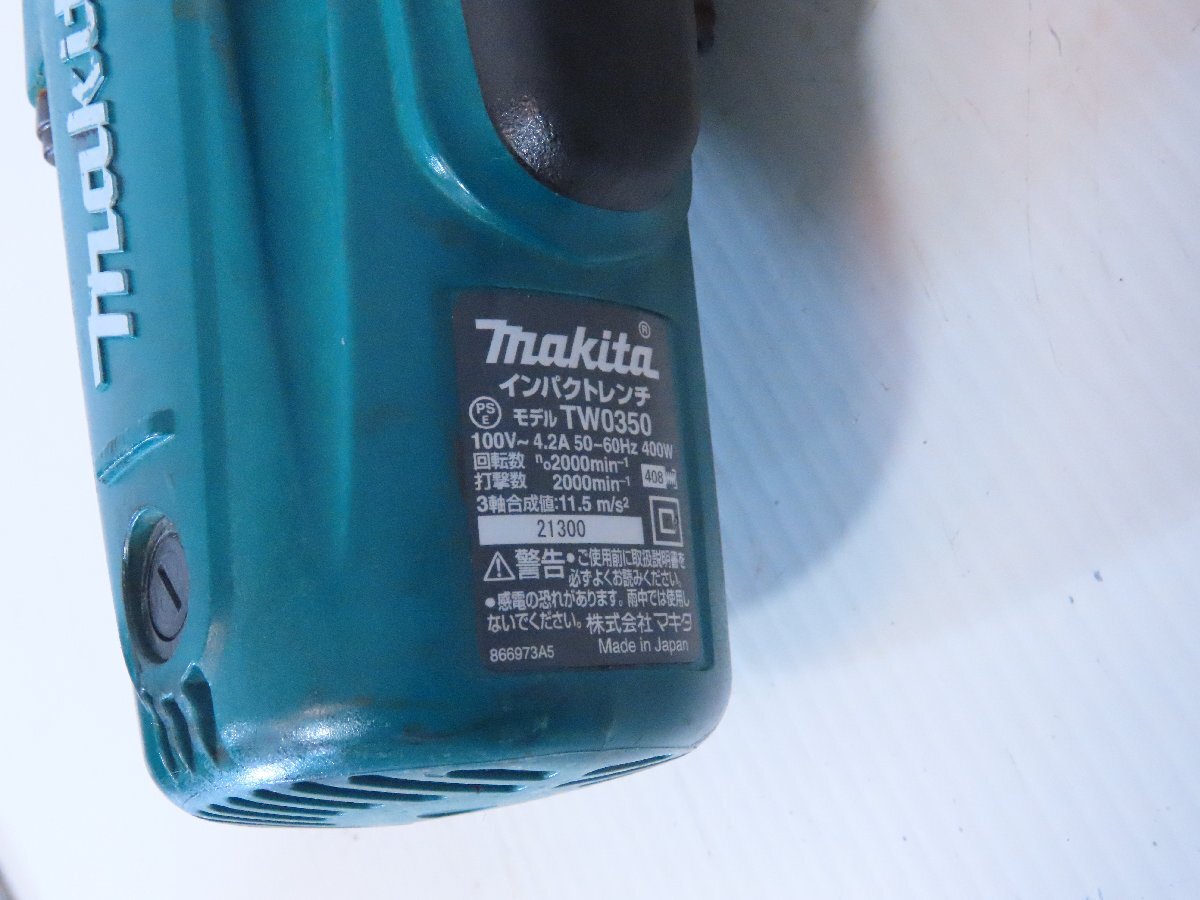 makita
makita ®
インパクトレンチ
PS E モデル TW0350
100V~ 4.2A 50-60Hz 400W
回転数 n₀2000min⁻¹
打撃数 2000min⁻¹ 408
3軸合成値:11.5 m/s²
21300
警告 •ご使用前に取扱説明書を
必ずよくお読みください。
•感電の恐れがあります。雨中では使用し
ないでください。 株式会社マキタ
866973A5 Made in Japan